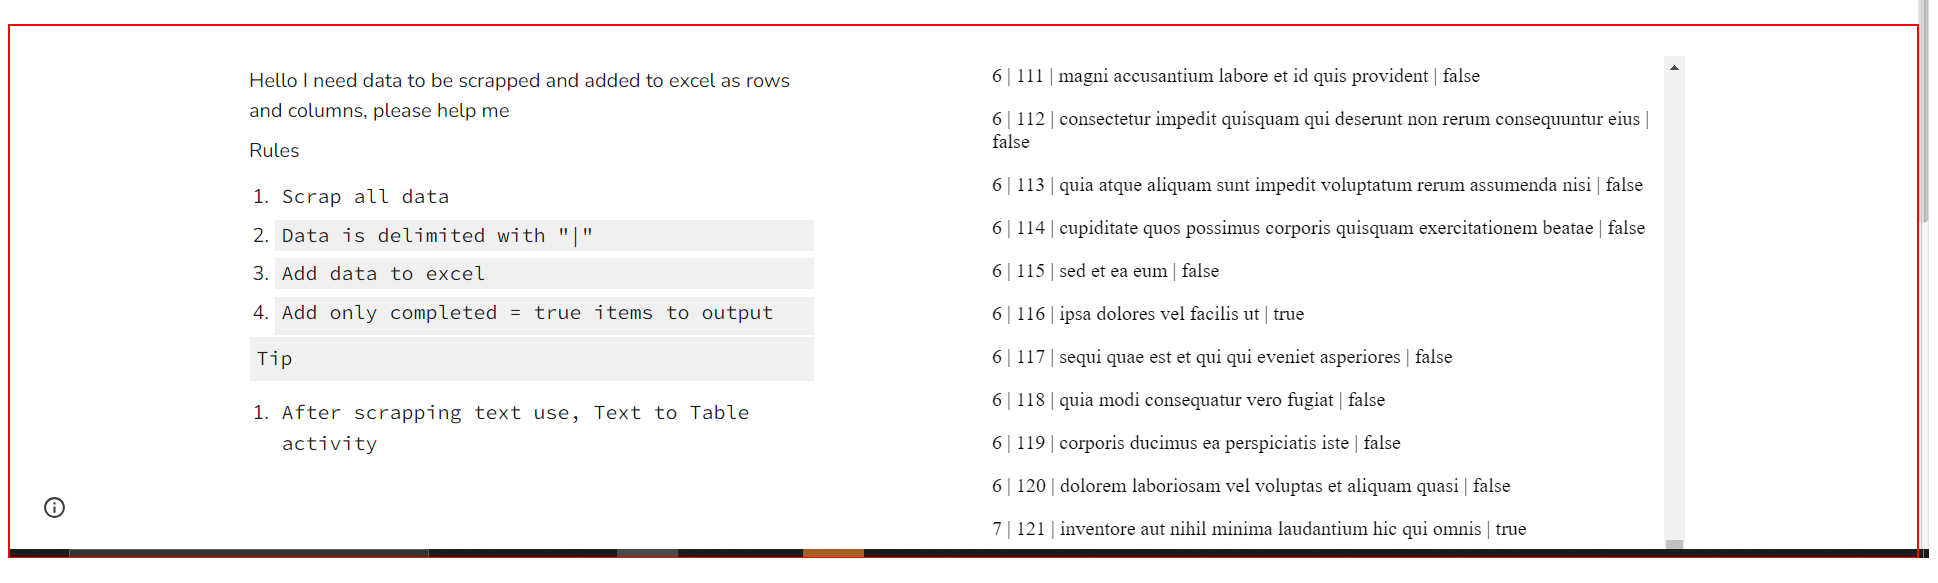 Hello I need data to be scrapped and added to excel as rows
and columns, please help me
Rules
1. Scrap all data
2. Data is delimited with "|"
3. Add data to excel
4. Add only completed = true items to output
Tip
1. After scrapping text use, Text to Table
activity
6 | 111 | magni accusantium labore et id quis provident | false
6 | 112 | consectetur impedit quisquam qui deserunt non rerum consequuntur eius |
false
6 | 113 | quia atque aliquam sunt impedit voluptatum rerum assumenda nisi | false
6 | 114 | cupiditate quos possimus corporis quisquam exercitationem beatae | false
6 | 115 | sed et ea eum | false
6 | 116 | ipsa dolores vel facilis ut | true
6 | 117 | sequi quae est et qui qui eveniet asperiores | false
6 | 118 | quia modi consequatur vero fugiat | false
6 | 119 | corporis ducimus ea perspiciatis iste | false
6 | 120 | dolorem laboriosam vel voluptas et aliquam quasi | false
7 | 121 | inventore aut nihil minima laudantium hic qui omnis | true